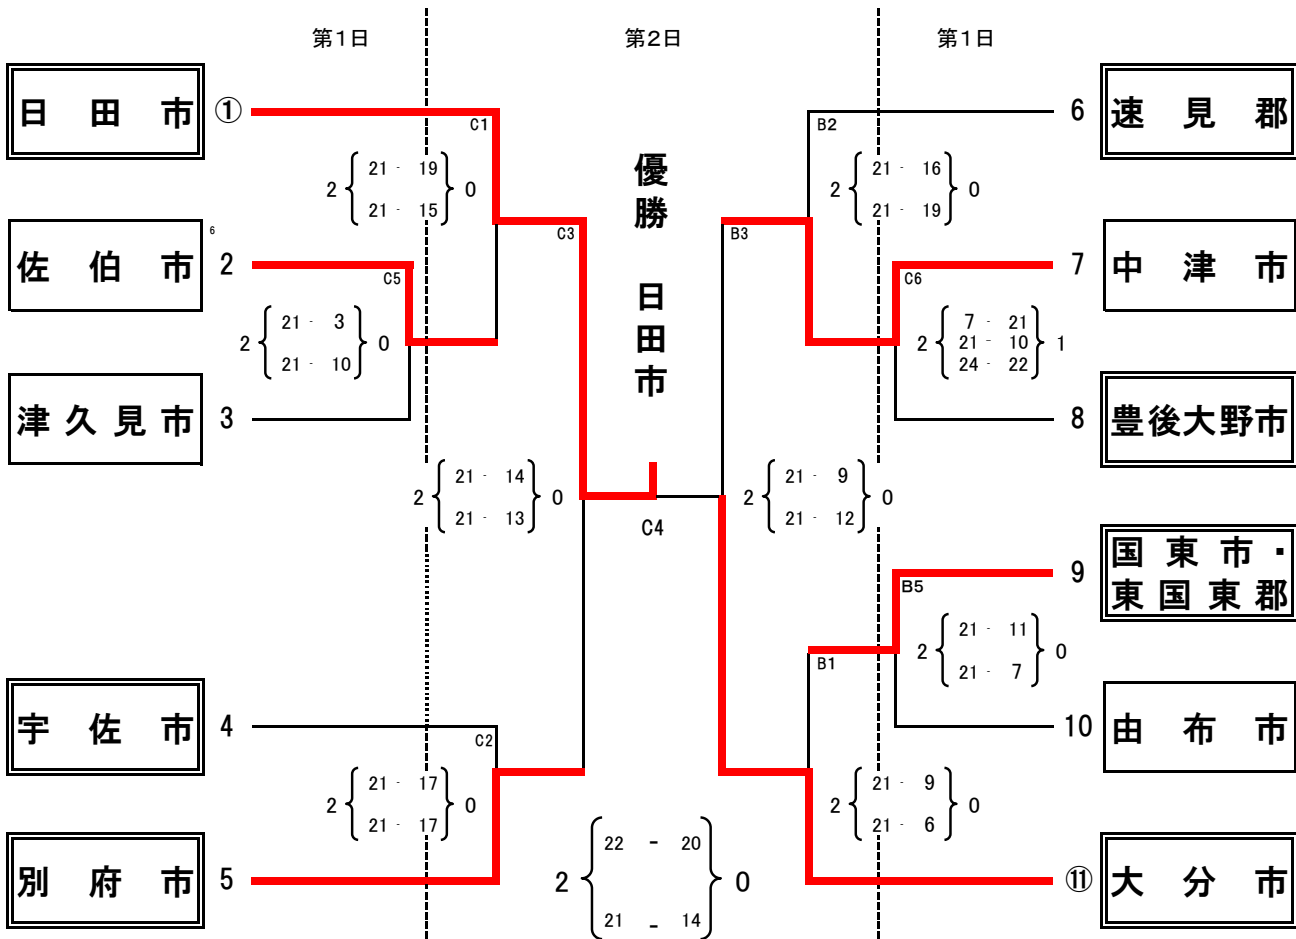 第1日 第2日 第1日
日田市 ①
C1
2 21 - 19 0
21 - 15
佐伯市 2
6
C5
2 21 - 3 0
21 - 10
津久見市 3
C3
2 21 - 14 0
21 - 13
宇佐市 4
C2
2 21 - 17 0
21 - 17
別府市 5
優勝 日田市
C4
2 22 - 20 0
21 - 14
6 速見郡
B2
2 21 - 16 0
21 - 19
B3
7 中津市
C6
2 7 - 21 1
21 - 10
24 - 22
8 豊後大野市
2 21 - 9 0
21 - 12
9 国東市・
東国東郡
B5
2 21 - 11 0
21 - 7
B1
10 由布市
2 21 - 9 0
21 - 6
⑪ 大分市